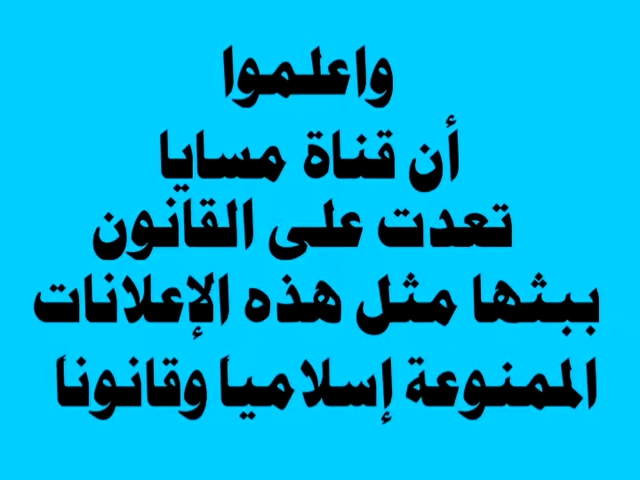 واعلموا
أن قناة مسايا
تعدت على القانون
ببثها مثل هذه الإعلانات
الممنوعة إسلامياً وقانوناً